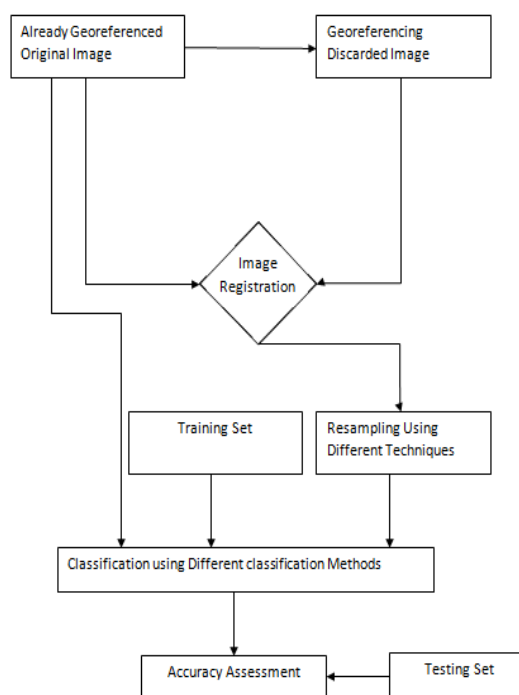 Already Georeferenced
Original Image
Georeferencing
Discarded Image
Image
Registration
Training Set
Resampling Using
Different Techniques
Classification using Different classification Methods
Accuracy Assessment
Testing Set